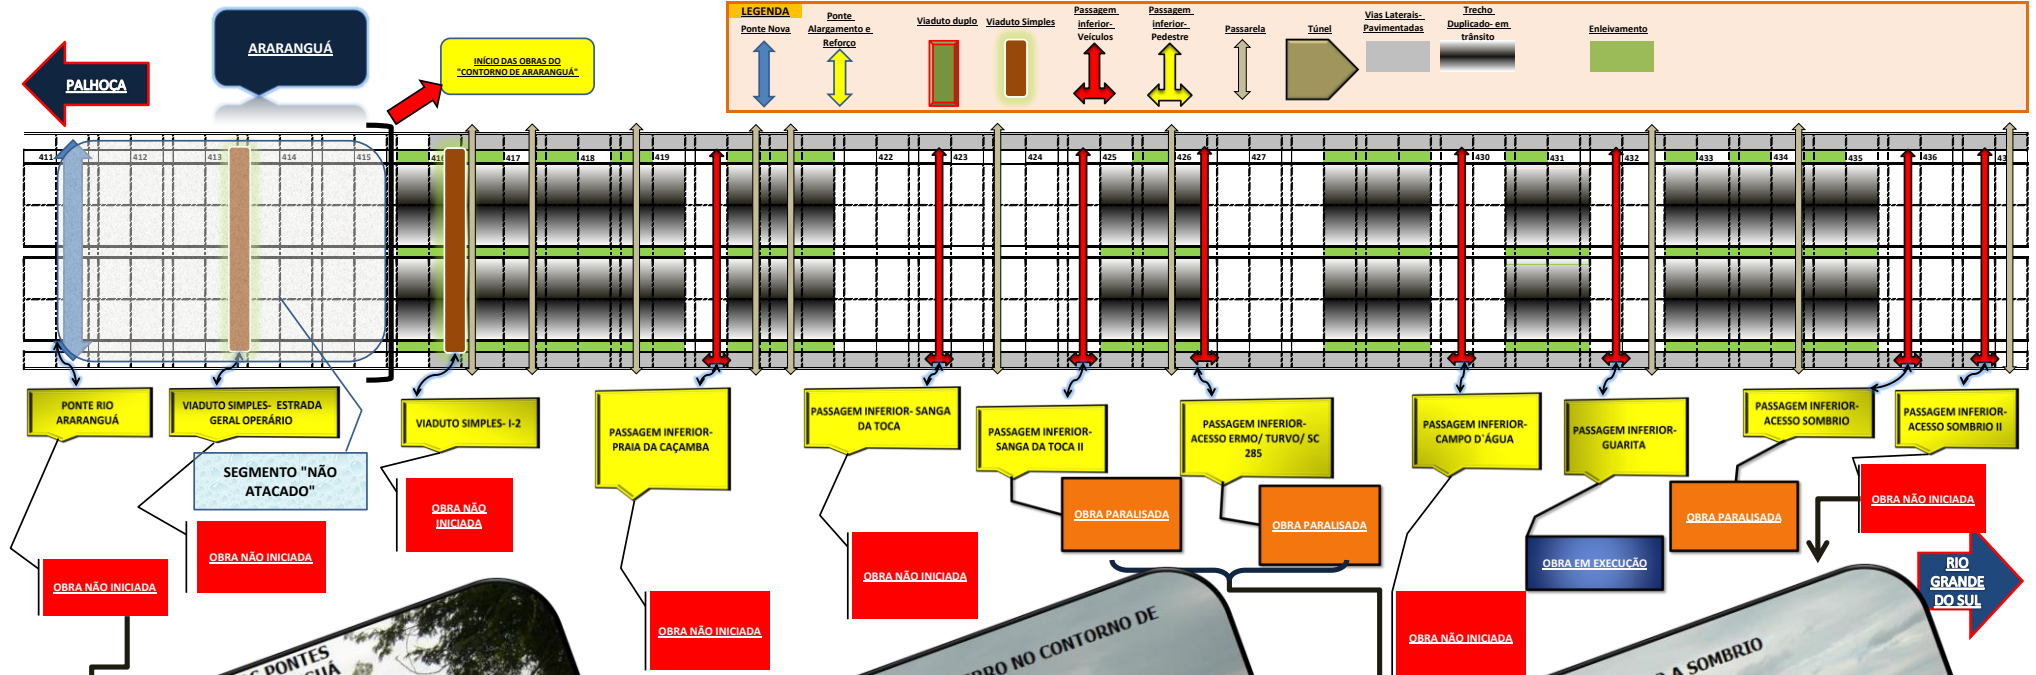 LEGENDA
Ponte Nova
Ponte
Alargamento e
Reforço
Viaduto duplo
Viaduto Simples
Passagem
inferior-
Veículos
Passagem
inferior-
Pedestre
Passarela
Túnel
Vias Laterais-
Pavimentadas
Trecho
Duplicado- em
trânsito
Enleivamento
PALHOÇA
ARARANGUÁ
INÍCIO DAS OBRAS DO
"CONTORNO DE ARARANGUÁ"
411
412
413
414
415
416
417
418
419
422
423
424
425
426
427
430
431
432
433
434
435
436
PONTE RIO
ARARANGUÁ
VIADUTO SIMPLES- ESTRADA
GERAL OPERÁRIO
VIADUTO SIMPLES- I-2
PASSAGEM INFERIOR-
PRAIA DA CAÇAMBA
PASSAGEM INFERIOR- SANGA
DA TOCA
PASSAGEM INFERIOR-
SANGA DA TOCA II
PASSAGEM INFERIOR-
ACESSO ERMO/ TURVO/ SC
285
PASSAGEM INFERIOR-
CAMPO D´ÁGUA
PASSAGEM INFERIOR-
GUARITA
PASSAGEM INFERIOR-
ACESSO SOMBRIO
PASSAGEM INFERIOR-
ACESSO SOMBRIO II
SEGMENTO "NÃO
ATACADO"
OBRA NÃO INICIADA
OBRA NÃO INICIADA
OBRA NÃO
INICIADA
OBRA NÃO INICIADA
OBRA NÃO INICIADA
OBRA PARALISADA
OBRA PARALISADA
OBRA NÃO INICIADA
OBRA EM EXECUÇÃO
OBRA PARALISADA
OBRA NÃO INICIADA
RIO
GRANDE
DO SUL
PONTES
NO CONTORNO DE
A SOMBRIO